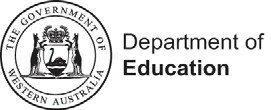 THE GOVERNMENT OF
WESTERN AUSTRALIA
Department of
Education